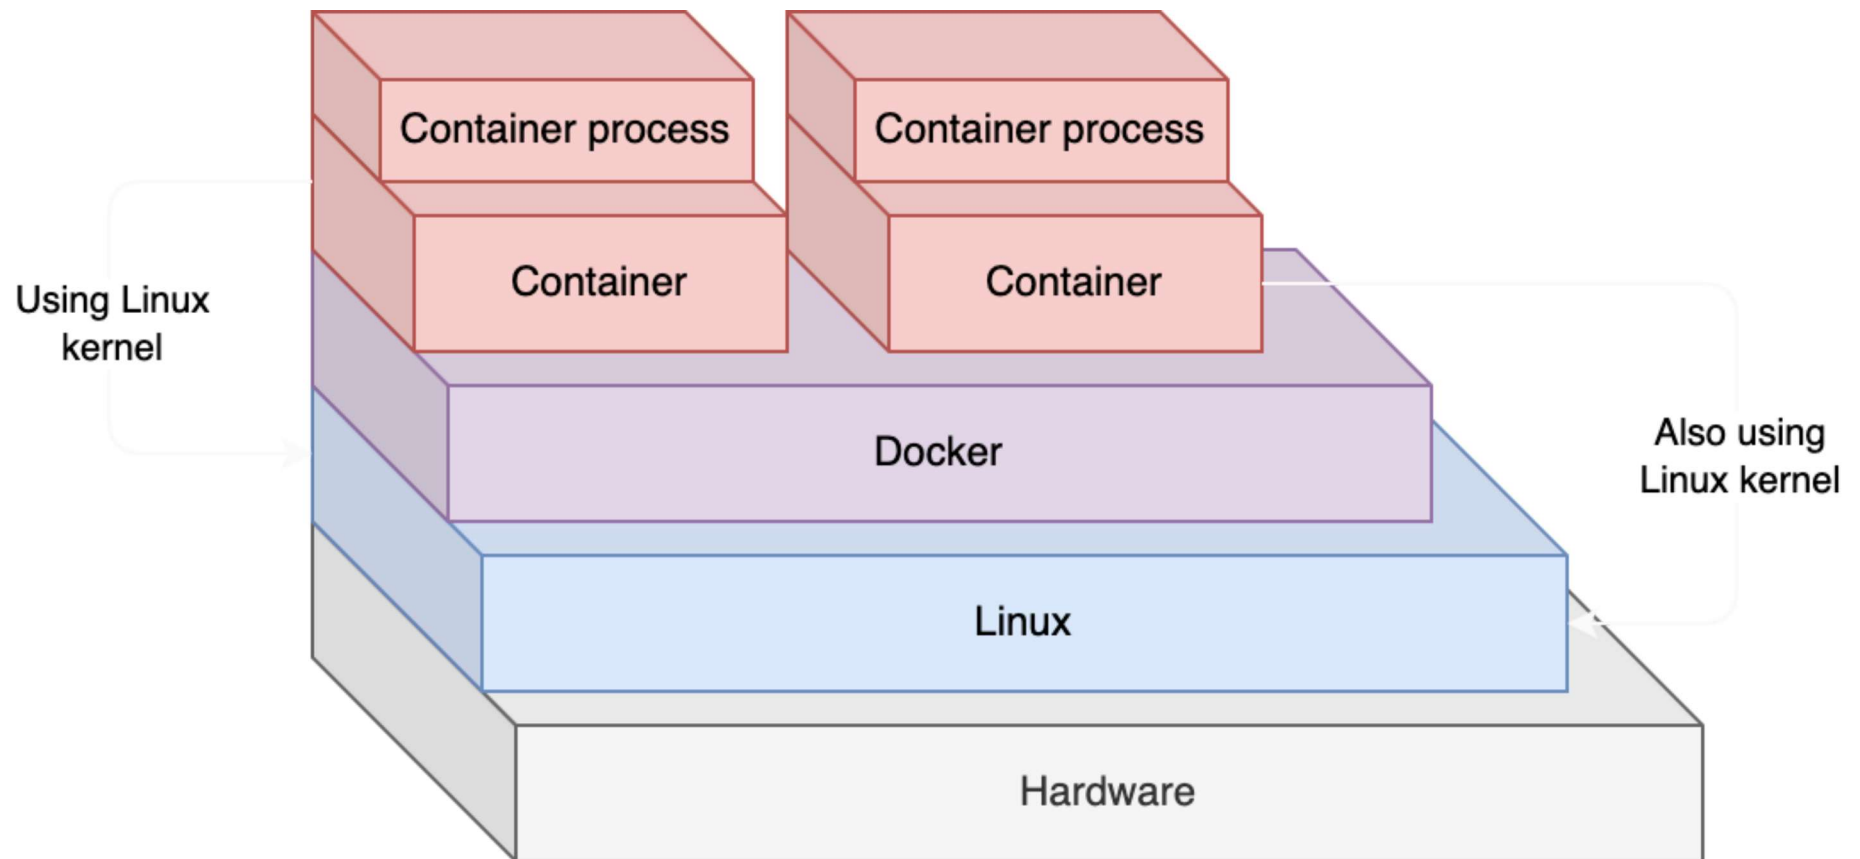 Container process
Container process
Container
Container
Using Linux
kernel
Docker
Also using
Linux kernel
Linux
Hardware